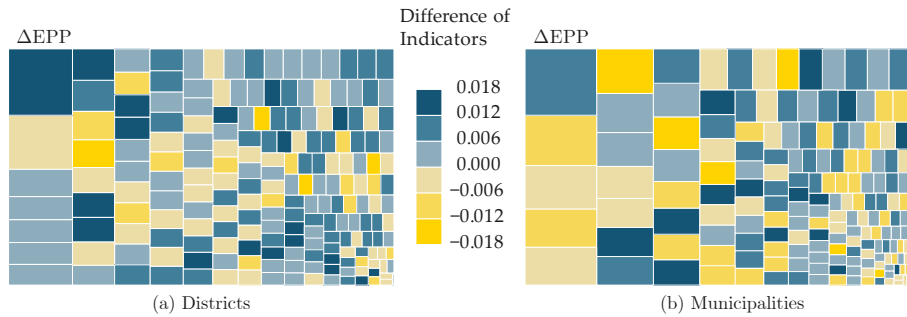 ΔEPP
Difference of
Indicators
0.018
0.012
0.006
0.000
−0.006
−0.012
−0.018
ΔEPP
(a) Districts
(b) Municipalities